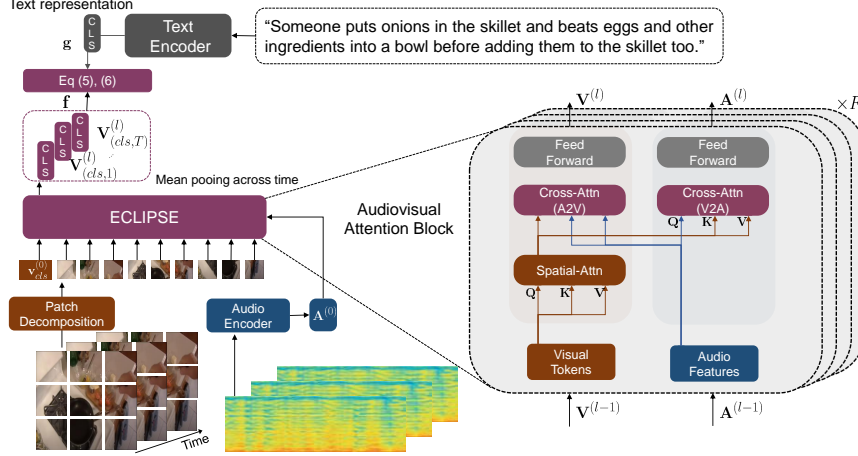 Text representation
g
CLS
Text
Encoder
“Someone puts onions in the skillet and beats eggs and other
ingredients into a bowl before adding them to the skillet too.”
Eq (5), (6)
f
CLS
CLS
CLS
V^{(l)}_{(cls,T)}
V^{(l)}_{(cls,1)}
Mean pooing across time
ECLIPSE
v^{(0)}_{cls}
Patch
Decomposition
Audio
Encoder
A^{(0)}
Time
Audiovisual
Attention Block
V^{(l)}
A^{(l)}
Feed
Forward
Feed
Forward
Cross-Attn
(A2V)
Cross-Attn
(V2A)
Q K V
Spatial-Attn
Q K V
Visual
Tokens
Audio
Features
V^{(l−1)}
A^{(l−1)}